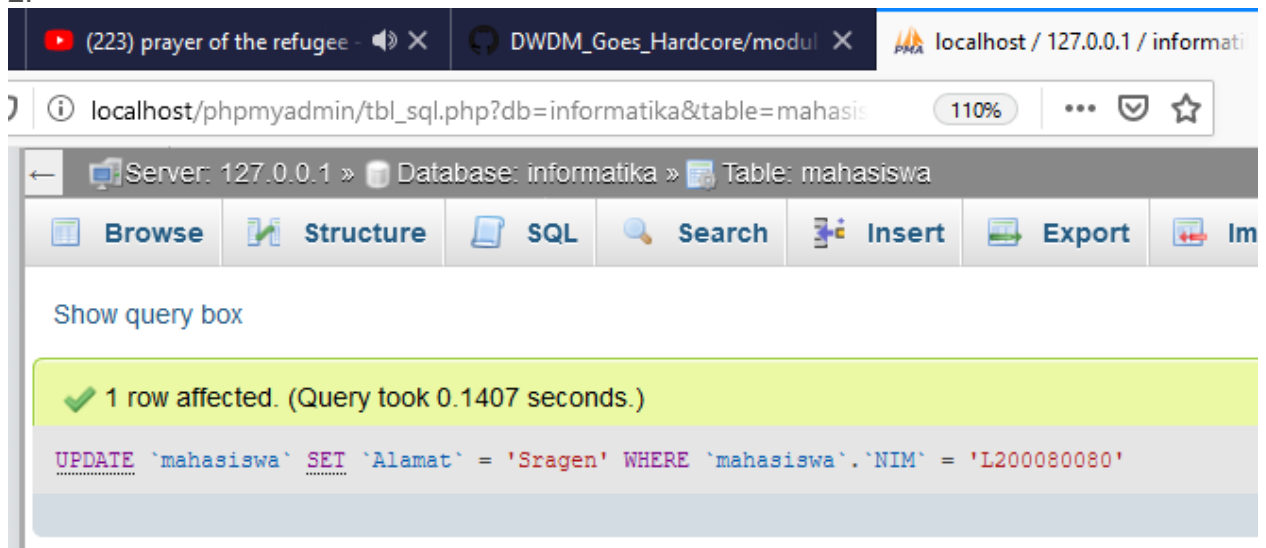 (223) prayer of the refugee - DWDM_Goes_Hardcore/modul localhost / 127.0.0.1 / informati
localhost/phpmyadmin/tbl_sql.php?db=informatika&table=mahasis 110%
Server: 127.0.0.1 » Database: informatika » Table: mahasiswa
Browse Structure SQL Search Insert Export Im
Show query box
1 row affected. (Query took 0.1407 seconds.)
UPDATE `mahasiswa` SET `Alamat` = 'Sragen' WHERE `mahasiswa`.`NIM` = 'L200080080'